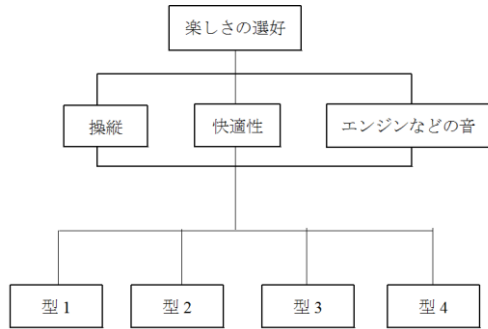 楽しさの選好
操縦
快適性
エンジンなどの音
型 1
型 2
型 3
型 4